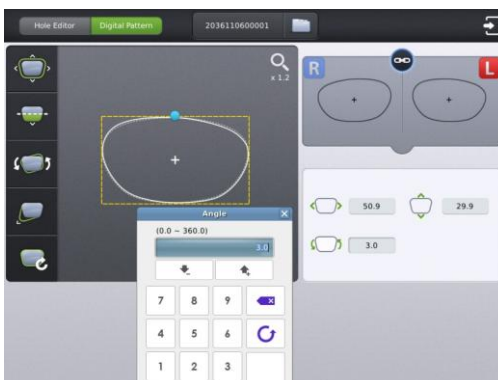 Hole Editor
Digital Pattern
2036110600001
x 1.2
R
L
50.9
29.9
3.0
Angle
(0.0 ~ 360.0)
3.0
7 8 9
4 5 6
1 2 3